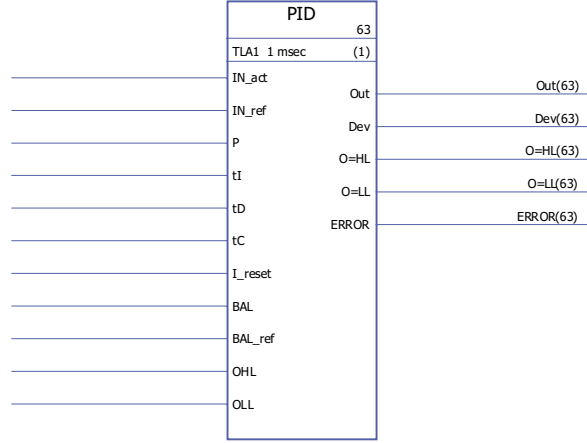 PID
63
TLA1 1 msec (1)
IN_act
IN_ref
P
tI
tD
tC
I_reset
BAL
BAL_ref
OHL
OLL
Out Out(63)
Dev Dev(63)
O=HL O=HL(63)
O=LL O=LL(63)
ERROR ERROR(63)